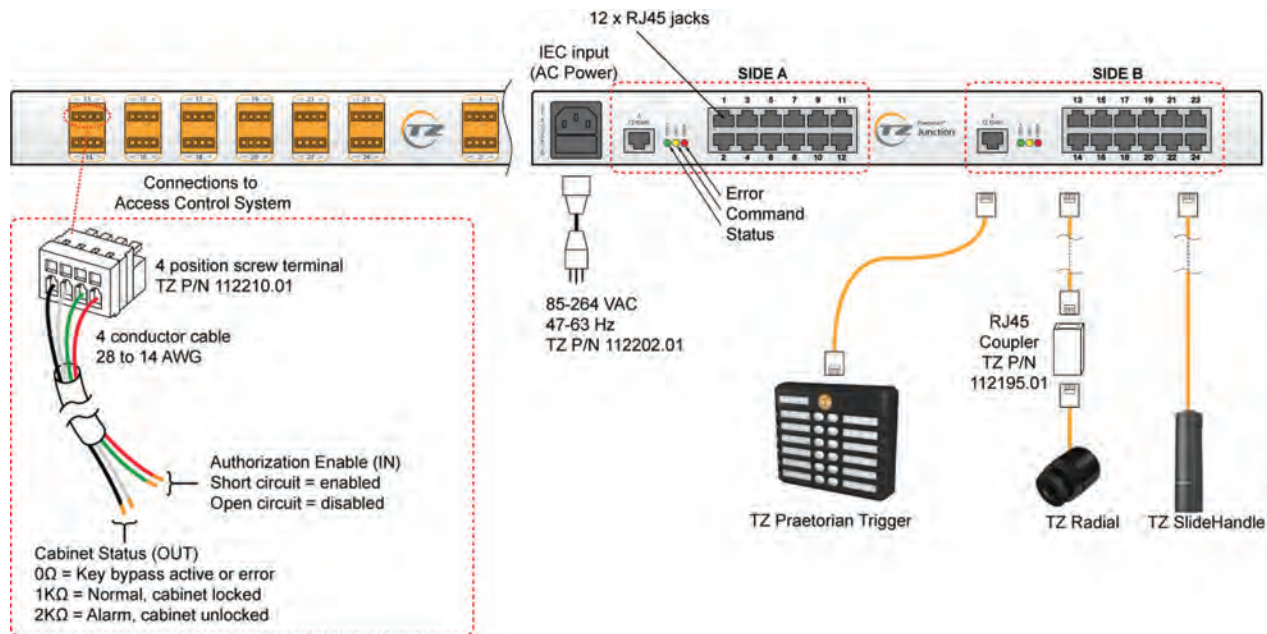 12 x RJ45 jacks
IEC input
(AC Power)
SIDE A
SIDE B
1 3 5 7 9 11
13 15 17 19 21 23
TZ
TZ
Junction
2 4 6 8 10 12
14 16 18 20 22 24
Connections to
Access Control System
Error
Command
Status
4 position screw terminal
TZ P/N 112210.01
4 conductor cable
28 to 14 AWG
85-264 VAC
47-63 Hz
TZ P/N 112202.01
RJ45
Coupler
TZ P/N
112195.01
Authorization Enable (IN)
Short circuit = enabled
Open circuit = disabled
TZ Praetorian Trigger
TZ Radial
TZ SlideHandle
Cabinet Status (OUT)
0Ω = Key bypass active or error
1KΩ = Normal, cabinet locked
2KΩ = Alarm, cabinet unlocked